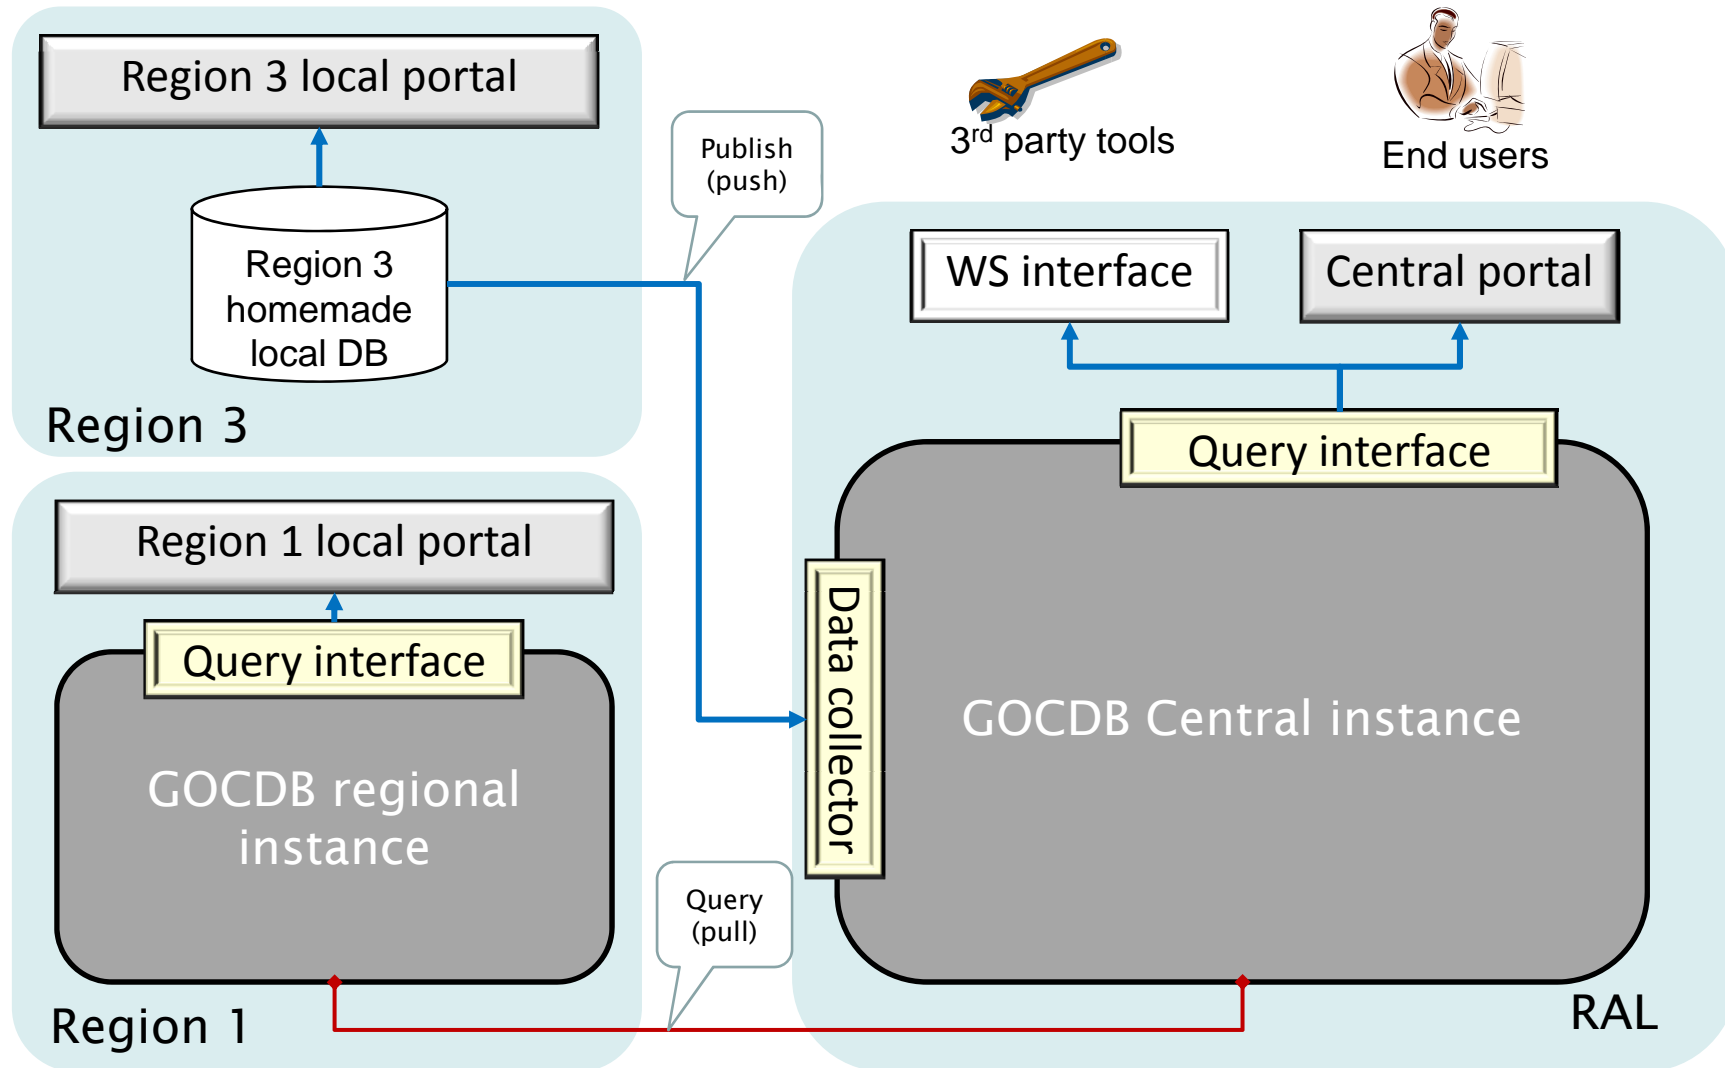 Region 3 local portal
Region 3
homemade
local DB
Region 3
Publish
(push)
3rd party tools
End users
WS interface
Central portal
Query interface
Region 1 local portal
Query interface
GOCDB regional
instance
Region 1
Data collector
GOCDB Central instance
Query
(pull)
RAL